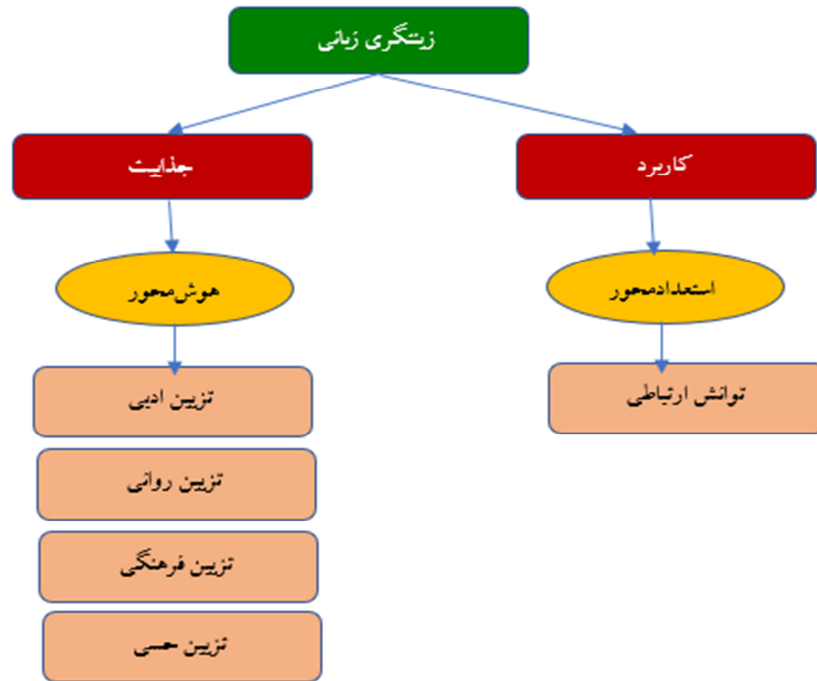 زینتگری زبانی
کاربرد
جذابیت
استعدادمحور
هوش‌محور
توانش ارتباطی
تزیین ادبی
تزیین روانی
تزیین فرهنگی
تزیین حسی